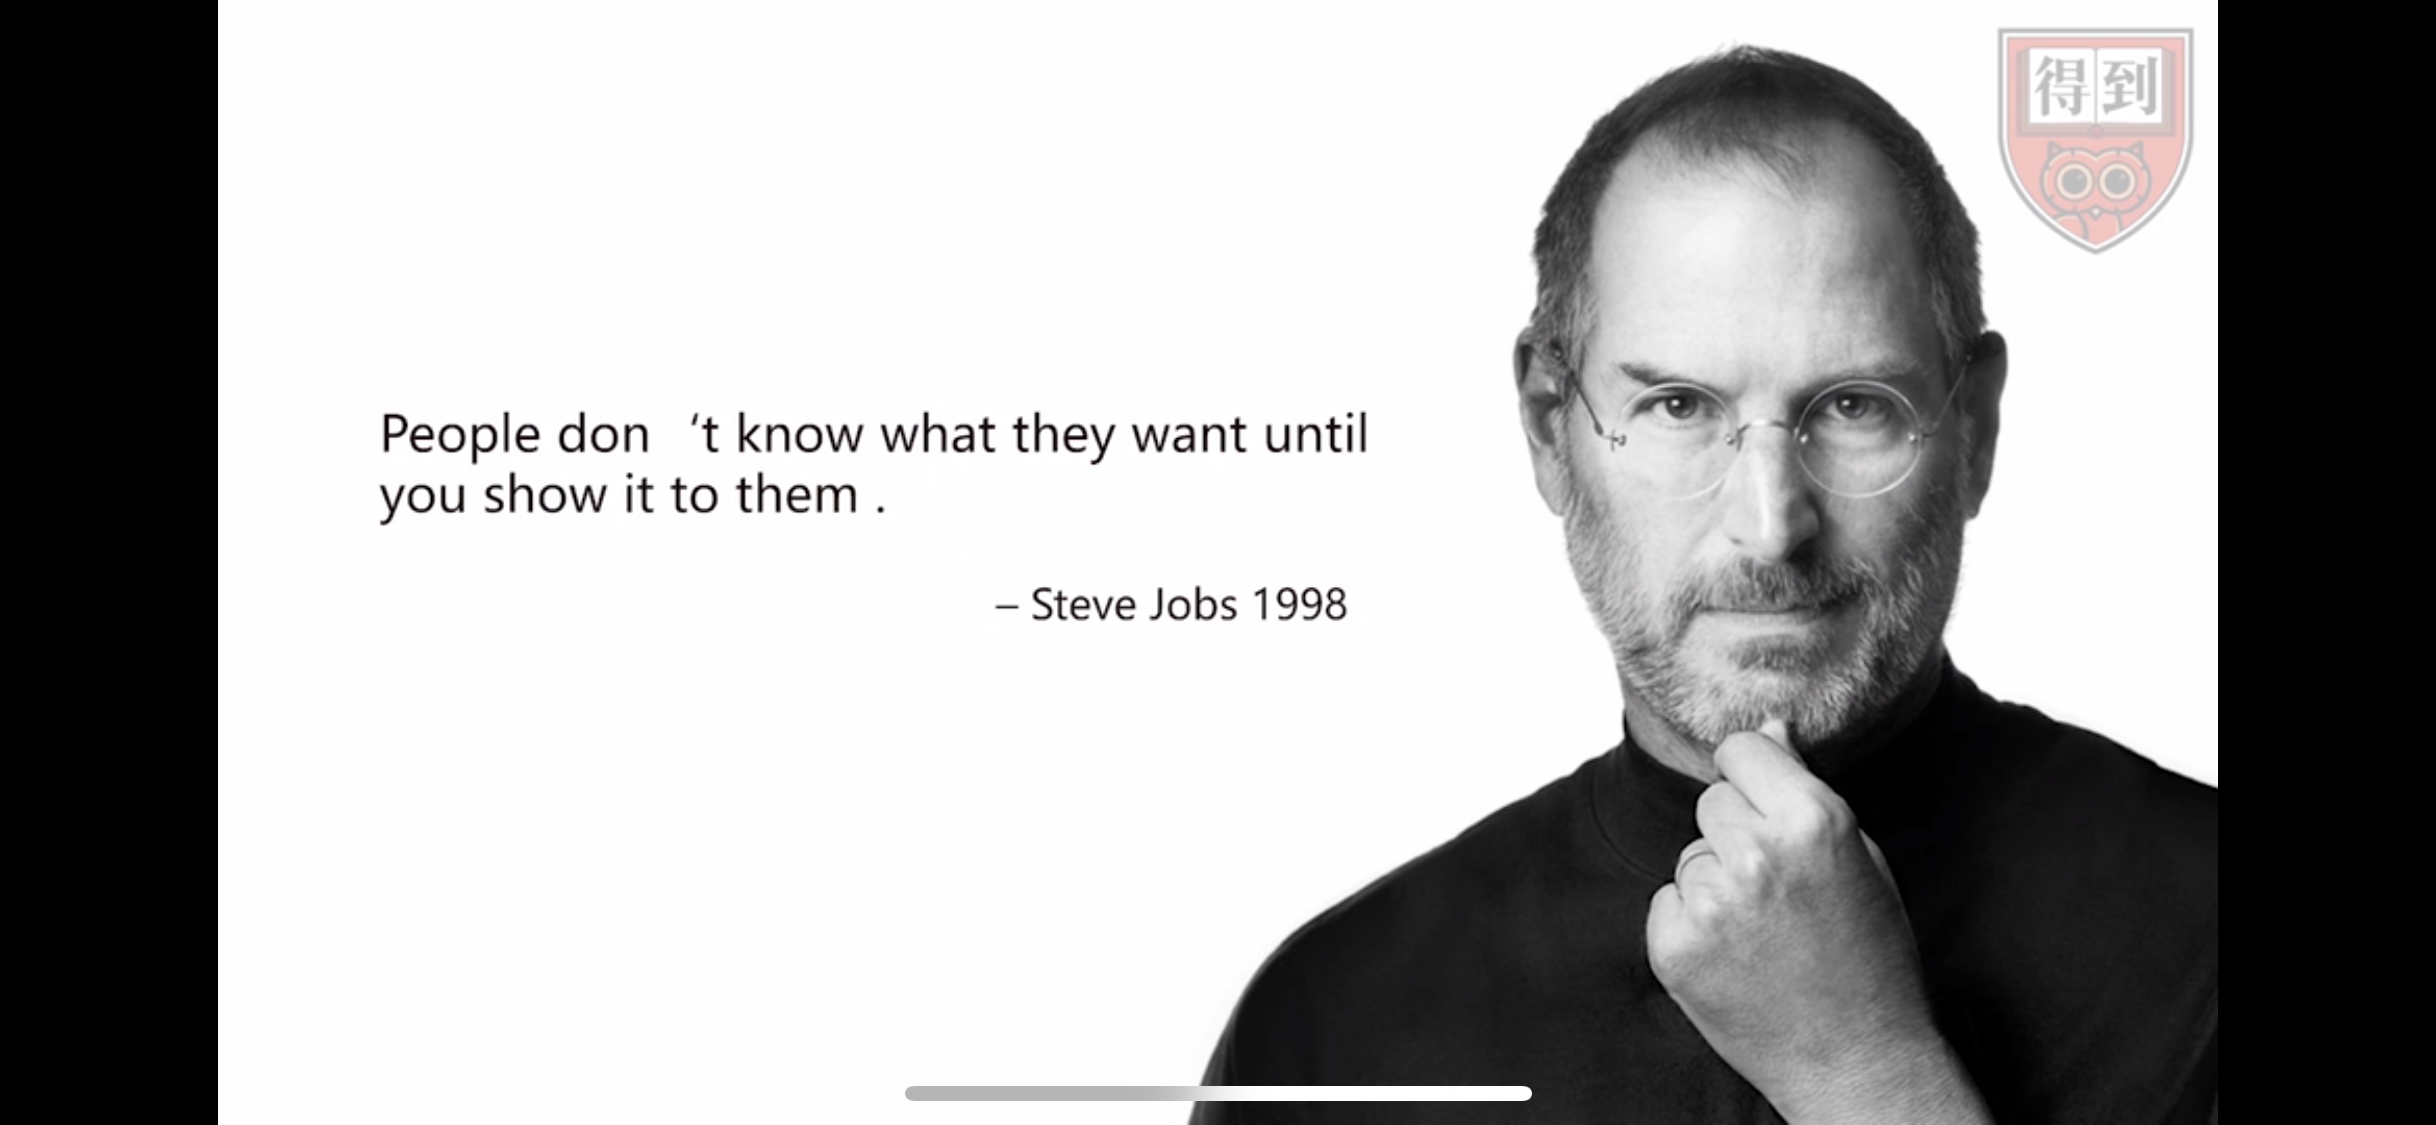 得到
People don ‘t know what they want until
you show it to them .
– Steve Jobs 1998